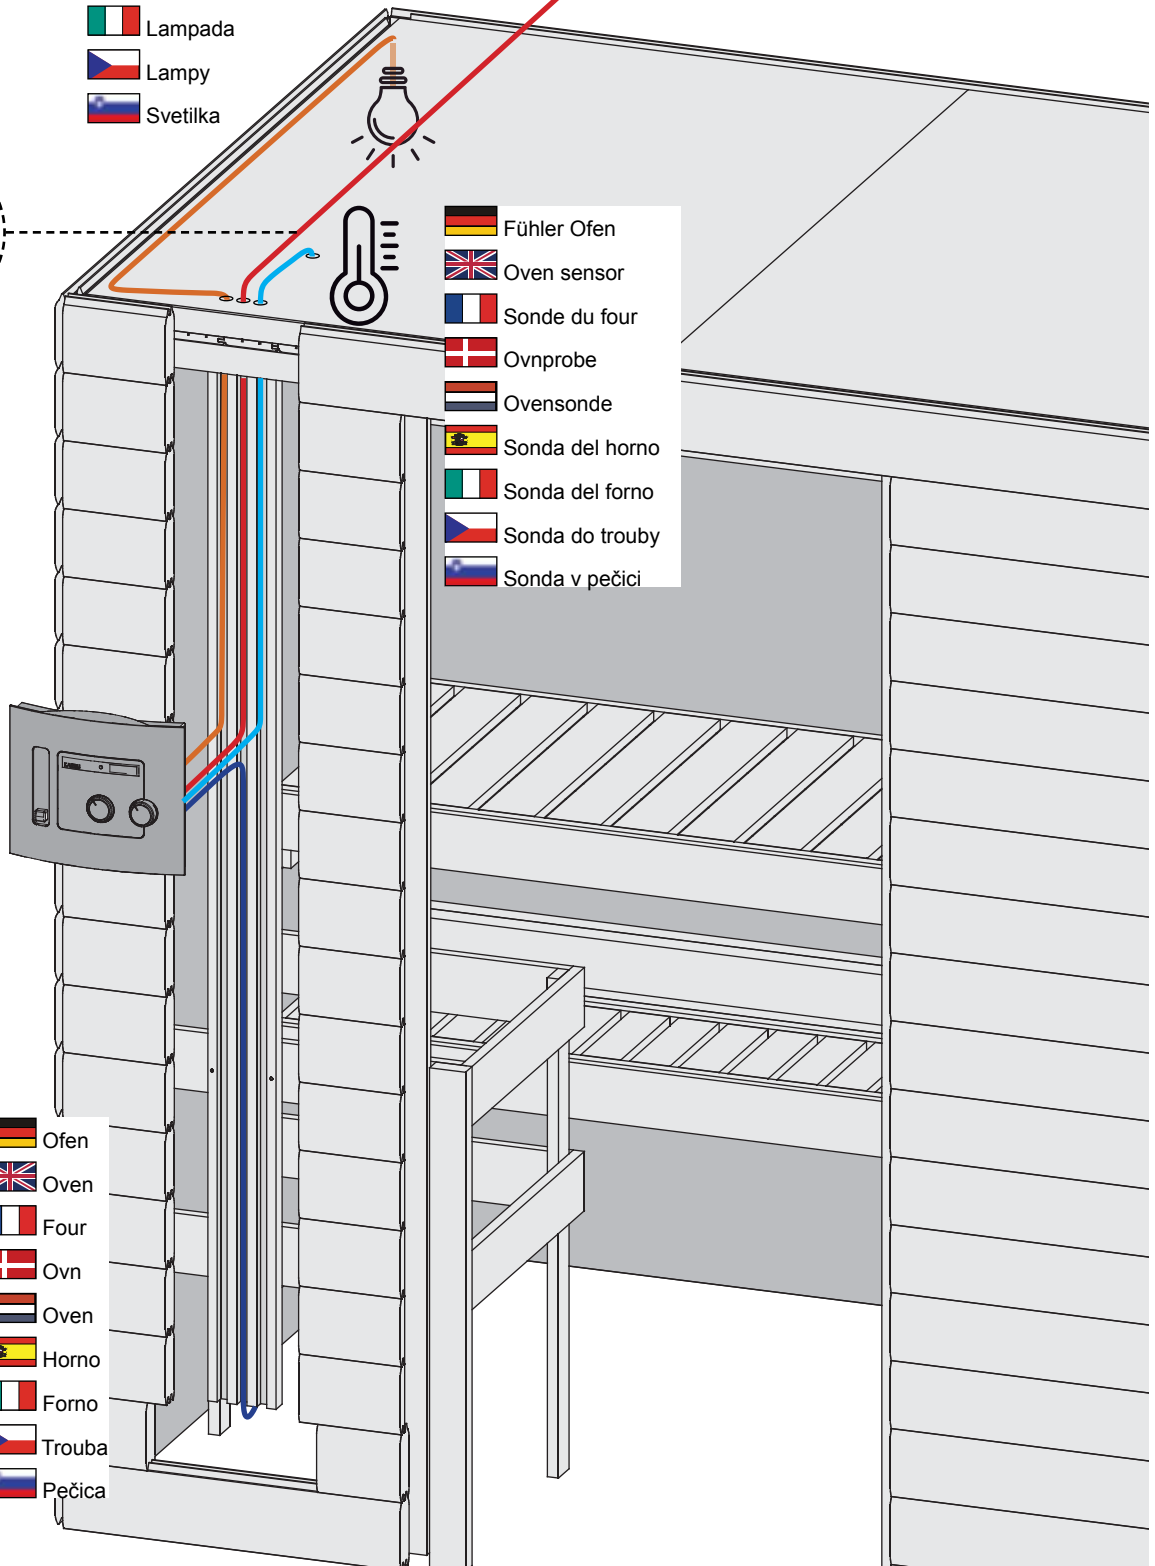 Lampada
Lampy
Svetilka
Fühler Ofen
Oven sensor
Sonde du four
Ovnprobe
Ovensonde
Sonda del horno
Sonda del forno
Sonda do trouby
Sonda v pečici
Ofen
Oven
Four
Ovn
Oven
Horno
Forno
Trouba
Pečica